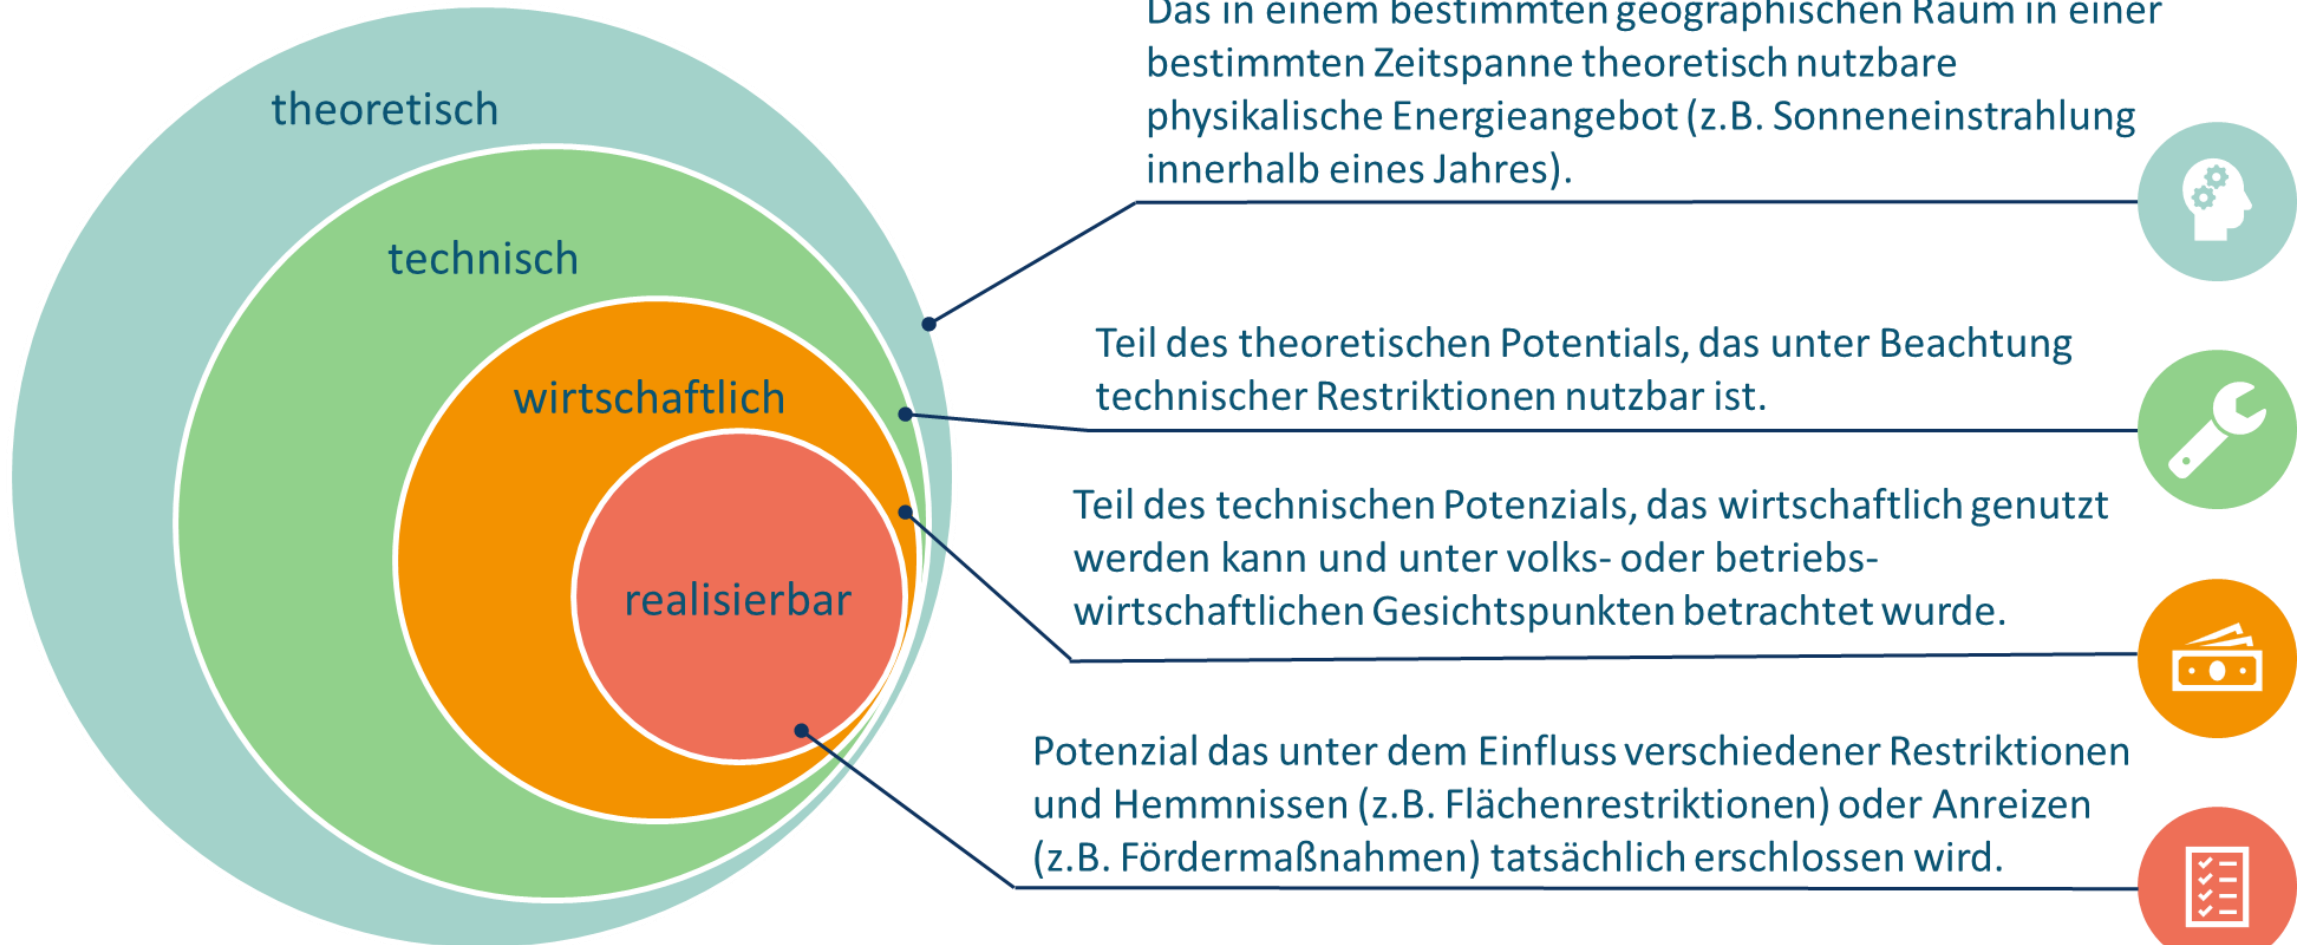 theoretisch
technisch
wirtschaftlich
realisierbar
Das in einem bestimmten geographischen Raum in einer
bestimmten Zeitspanne theoretisch nutzbare
physikalische Energieangebot (z.B. Sonneneinstrahlung
innerhalb eines Jahres).
Teil des theoretischen Potentials, das unter Beachtung
technischer Restriktionen nutzbar ist.
Teil des technischen Potenzials, das wirtschaftlich genutzt
werden kann und unter volks- oder betriebs-
wirtschaftlichen Gesichtspunkten betrachtet wurde.
Potenzial das unter dem Einfluss verschiedener Restriktionen
und Hemmnissen (z.B. Flächenrestriktionen) oder Anreizen
(z.B. Fördermaßnahmen) tatsächlich erschlossen wird.